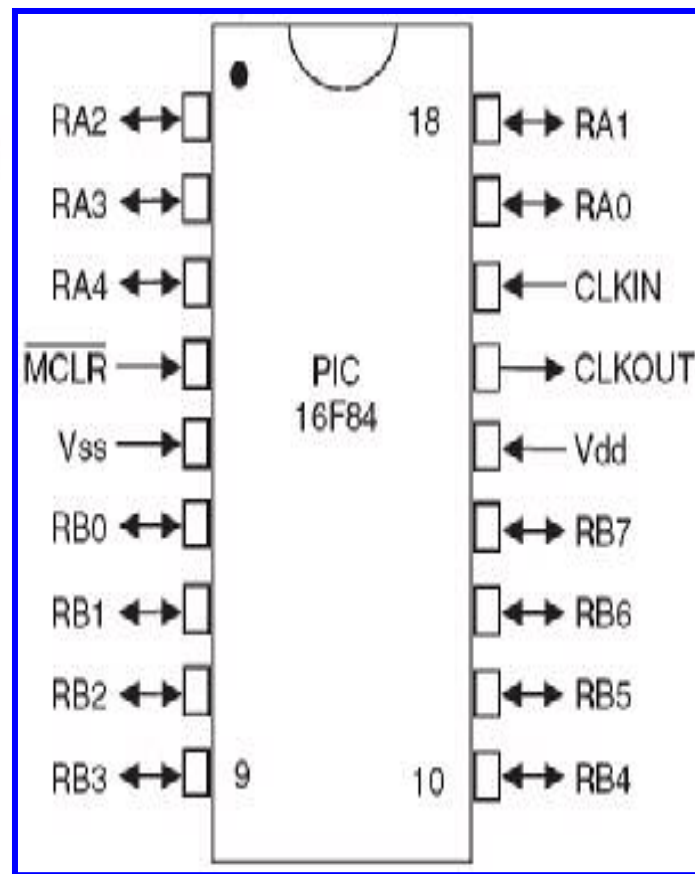 RA2 18 RA1
RA3 RA0
RA4 CLKIN
MCLR PIC CLKOUT
16F84
Vss Vdd
RB0 RB7
RB1 RB6
RB2 RB5
RB3 9 10 RB4